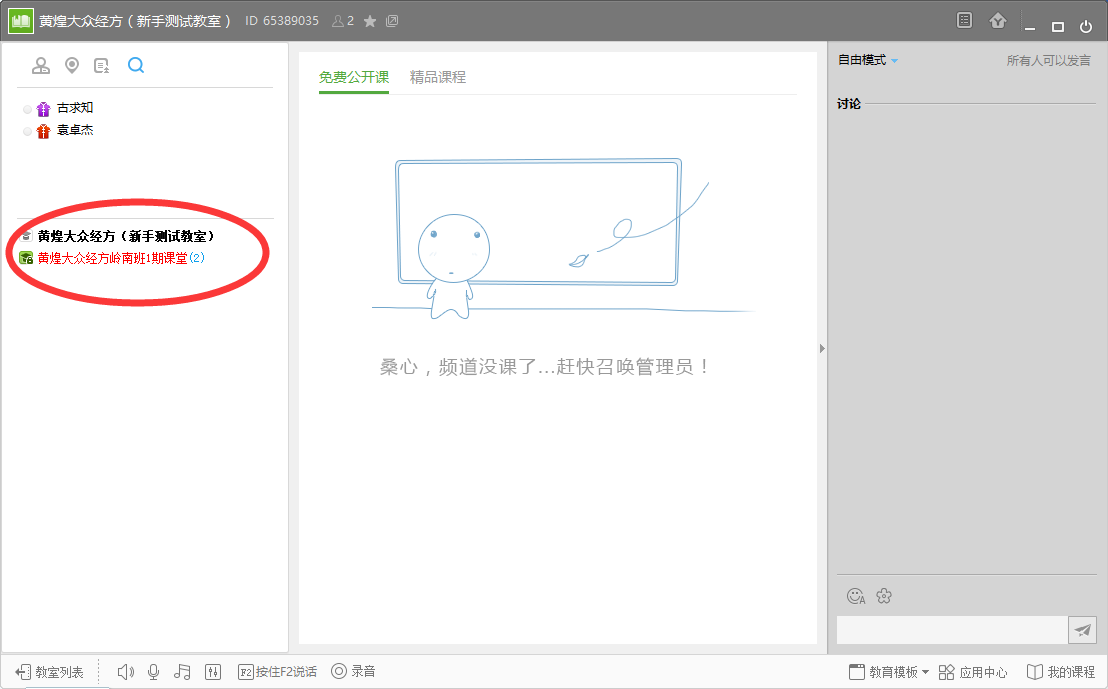 黄煌大众经方（新手测试教室） ID 65389035 2
古求知
袁卓杰
黄煌大众经方（新手测试教室）
黄煌大众经方岭南班1期课堂(2)
免费公开课 精品课程
桑心，频道没课了...赶快召唤管理员！
自由模式 所有人可以发言
讨论
教室列表 F2 按住F2说话 录音 教育模板 应用中心 我的课程